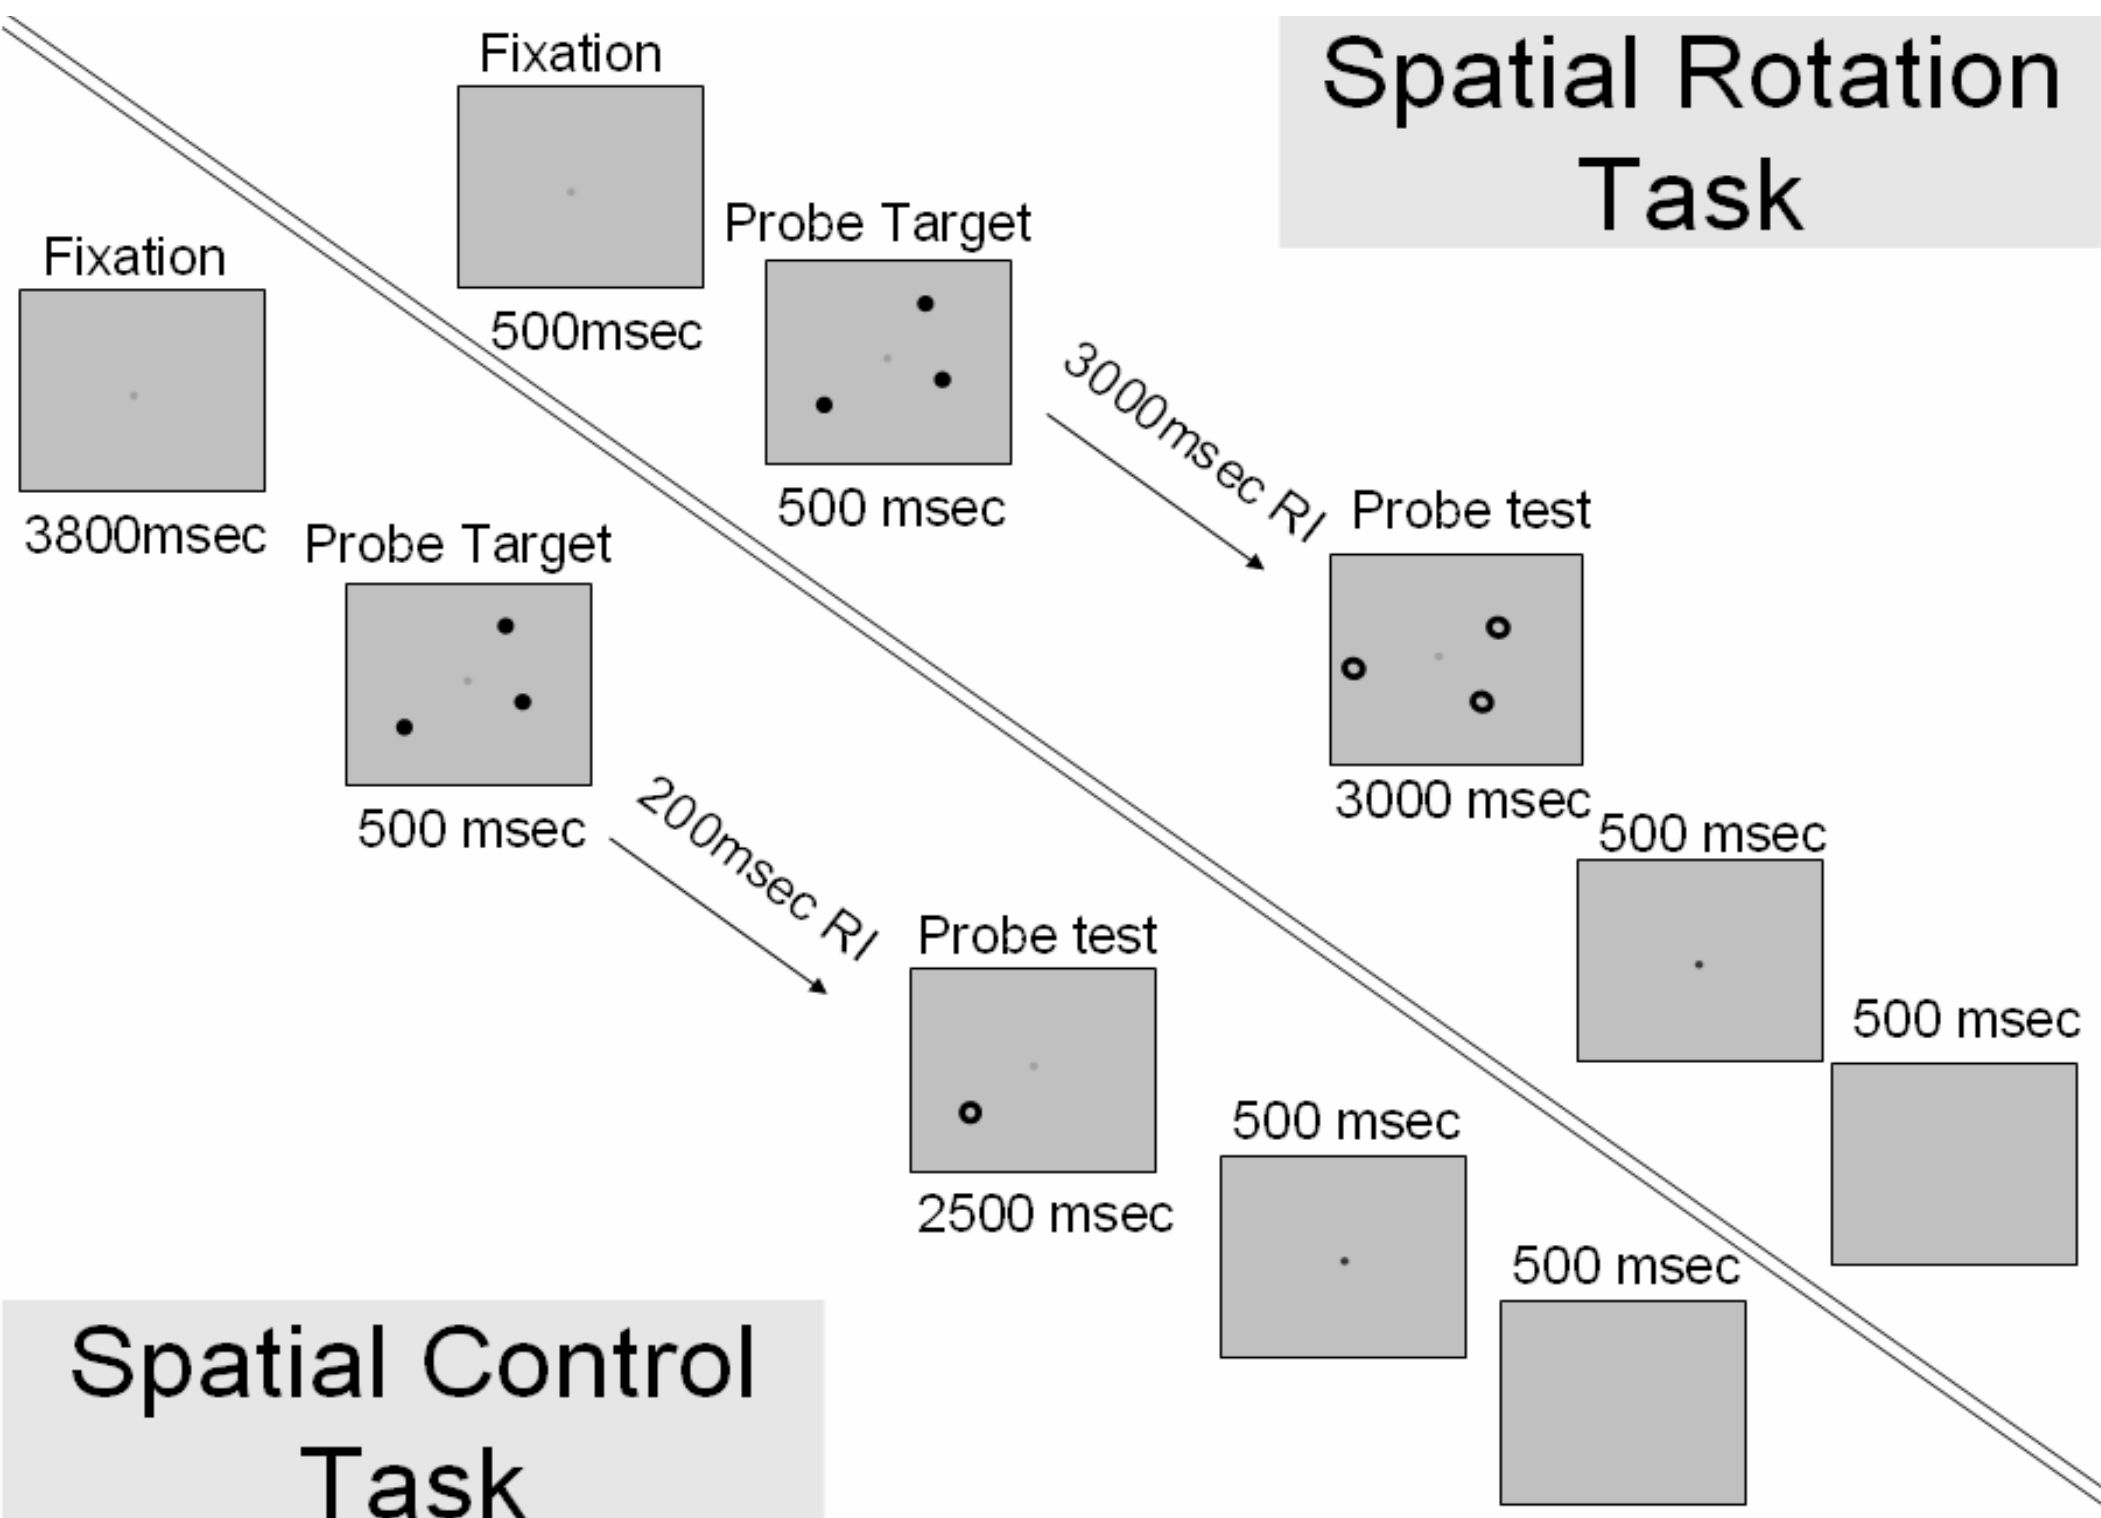 Spatial Rotation
Task
Fixation
500msec
Probe Target
500 msec
3000msec RI
Probe test
3000 msec
500 msec
500 msec
Fixation
3800msec
Probe Target
500 msec
200msec RI
Probe test
2500 msec
500 msec
500 msec
Spatial Control
Task